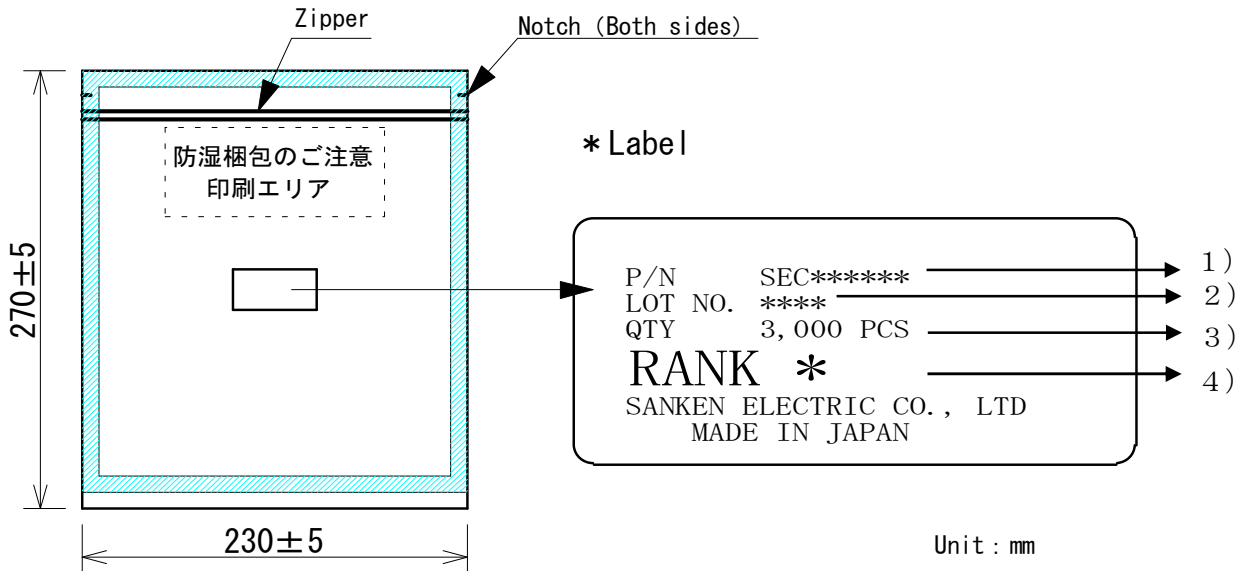 Zipper
Notch (Both sides)
防湿梱包のご注意
印刷エリア
270±5
230±5
*Label
P/N SEC****** 1)
LOT NO. **** 2)
QTY 3,000 PCS 3)
RANK * 4)
SANKEN ELECTRIC CO., LTD
MADE IN JAPAN
Unit : mm